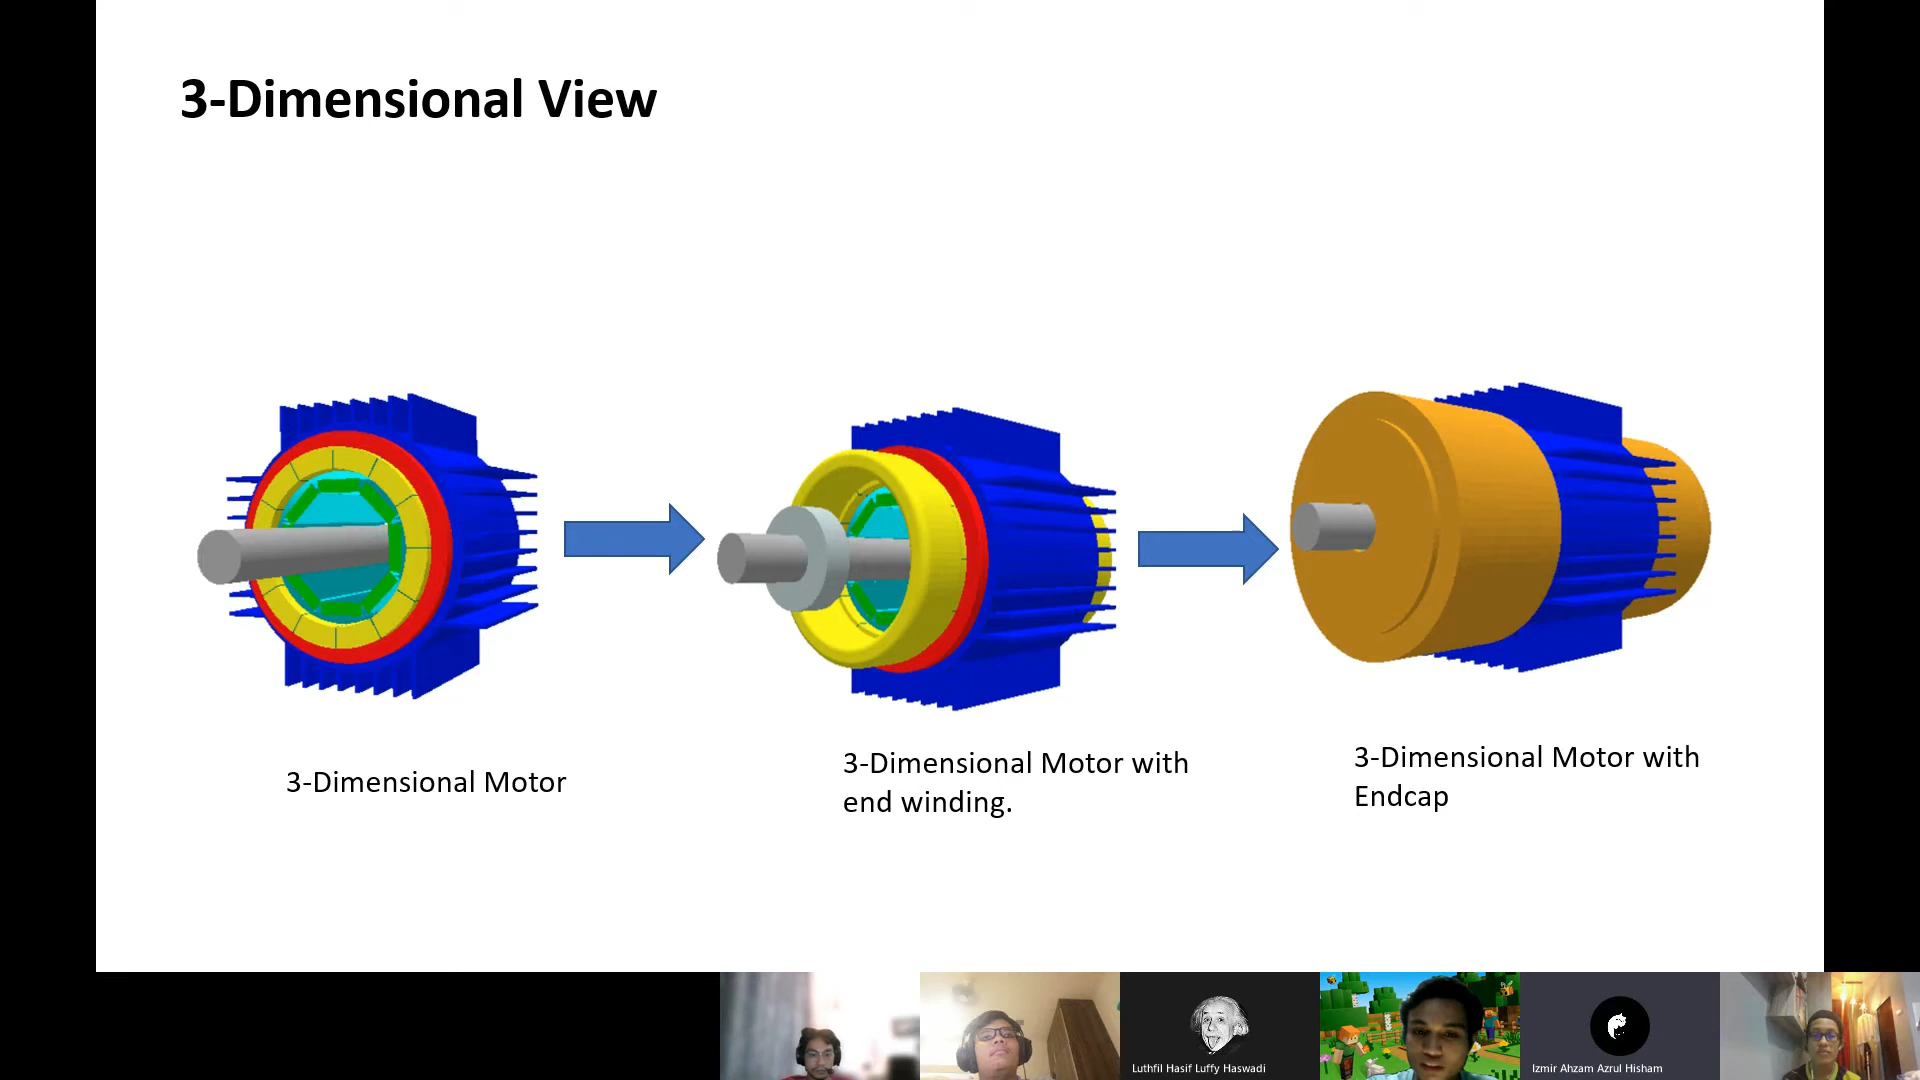 3-Dimensional View
3-Dimensional Motor
3-Dimensional Motor with
end winding.
3-Dimensional Motor with
Endcap
Luthfil Hasif Luffy Haswadi
Izmir Ahzam Azrul Hisham